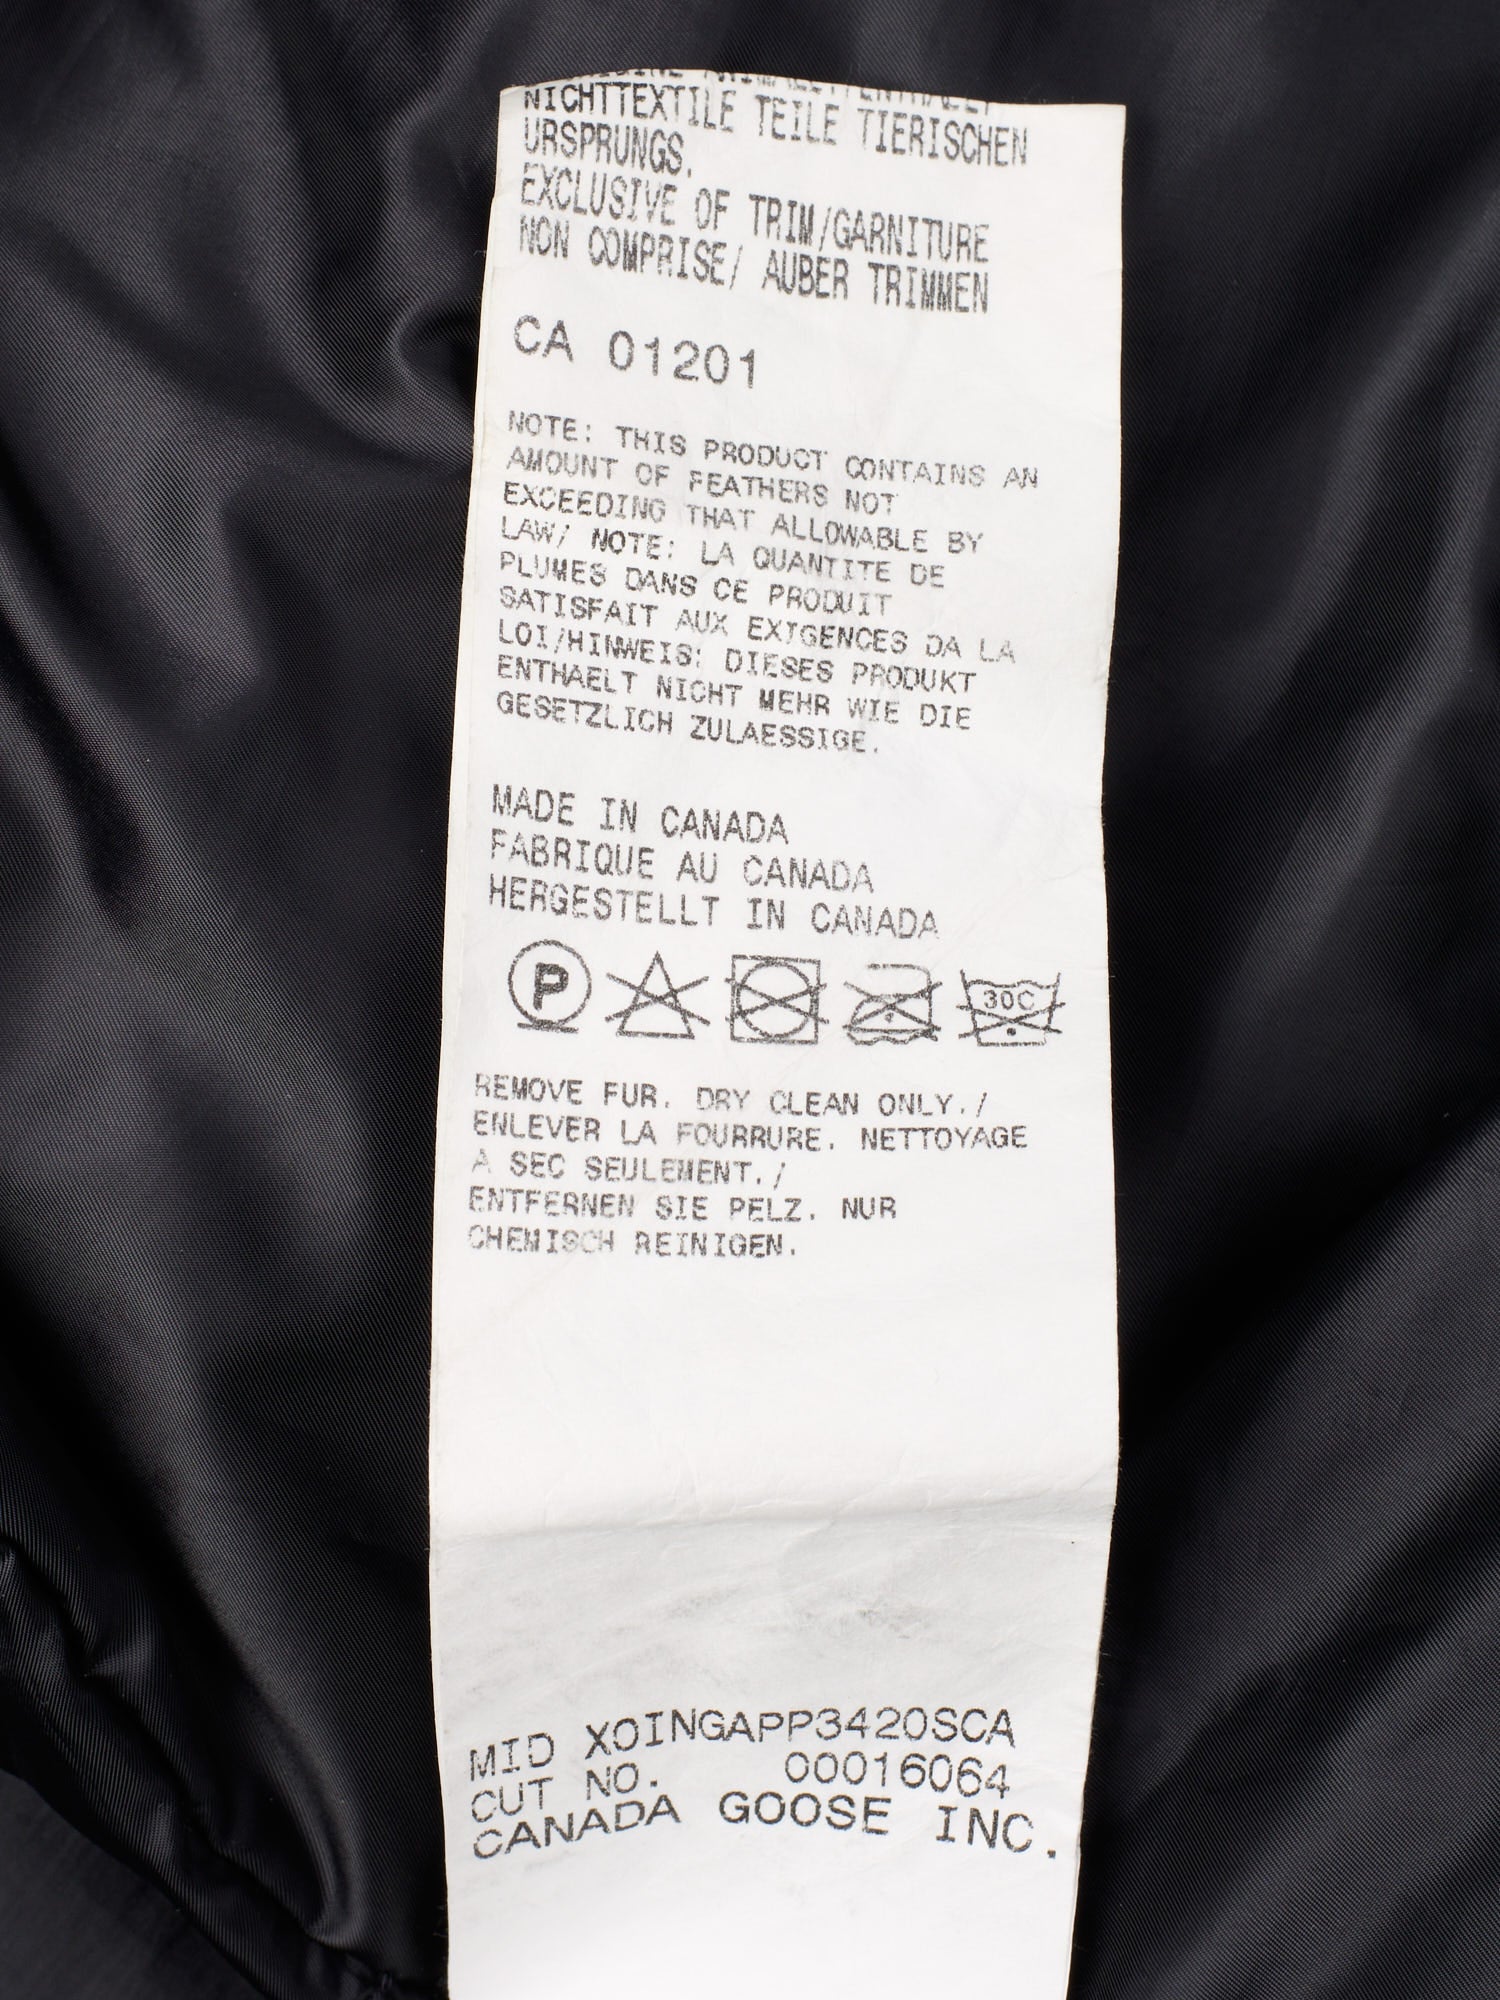 NICHTTEXTILE TEILE TIERISCHEN
URSPRUNGS.
EXCLUSIVE OF TRIM/GARNITURE
NON COMPRISE/ AUBER TRIMMEN
CA 01201
NOTE: THIS PRODUCT CONTAINS AN
AMOUNT OF FEATHERS NOT
EXCEEDING THAT ALLOWABLE BY
LAW/ NOTE: LA QUANTITE DE
PLUMES DANS CE PRODUIT
SATISFAIT AUX EXIGENCES DA LA
LOI/HINWEIS: DIESES PRODUKT
ENTHAELT NICHT MEHR WIE DIE
GESETZLICH ZULAESSIGE.
MADE IN CANADA
FABRIQUE AU CANADA
HERGESTELLT IN CANADA
P 30C
REMOVE FUR. DRY CLEAN ONLY./
ENLEVER LA FOURRURE. NETTOYAGE
A SEC SEULEMENT./
ENTFERNEN SIE PELZ. NUR
CHEMISCH REINIGEN.
MID XOINGAPP3420SCA
CUT NO. 00016064
CANADA GOOSE INC.